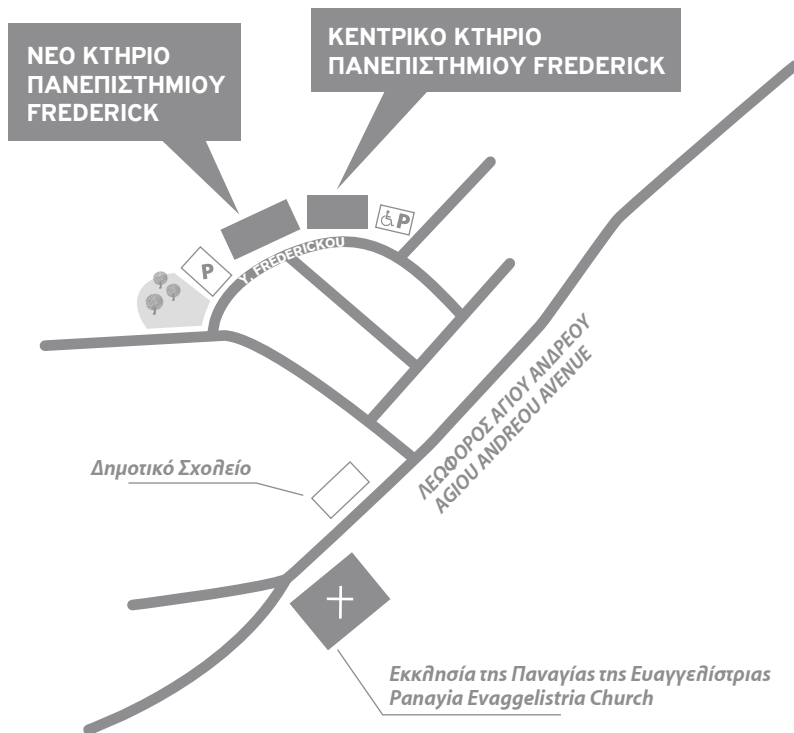 ΝΕΟ ΚΤΗΡΙΟ
ΠΑΝΕΠΙΣΤΗΜΙΟΥ
FREDERICK
ΚΕΝΤΡΙΚΟ ΚΤΗΡΙΟ
ΠΑΝΕΠΙΣΤΗΜΙΟΥ FREDERICK
P
P
Y. FREDERICKOU
ΛΕΩΦΟΡΟΣ ΑΓΙΟΥ ΑΝΔΡΕΟΥ
AGIOU ANDREOU AVENUE
Δημοτικό Σχολείο
Εκκλησία της Παναγίας της Ευαγγελίστριας
Panayia Evaggelistria Church